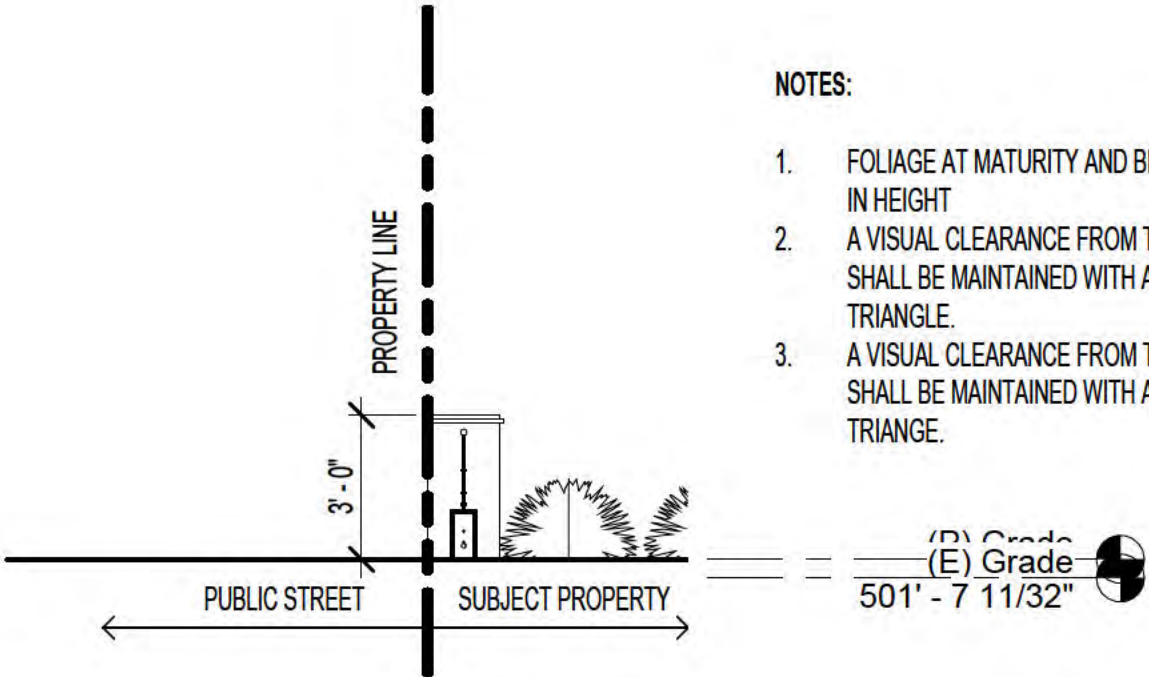 NOTES:
1. FOLIAGE AT MATURITY AND
IN HEIGHT
2. A VISUAL CLEARANCE FROM
SHALL BE MAINTAINED WITH A
TRIANGLE.
3. A VISUAL CLEARANCE FROM
SHALL BE MAINTAINED WITH A
TRIANGE.
PROPERTY LINE
3' - 0"
Grade
(E) Grade
501' - 7 11/32"
PUBLIC STREET
SUBJECT PROPERTY